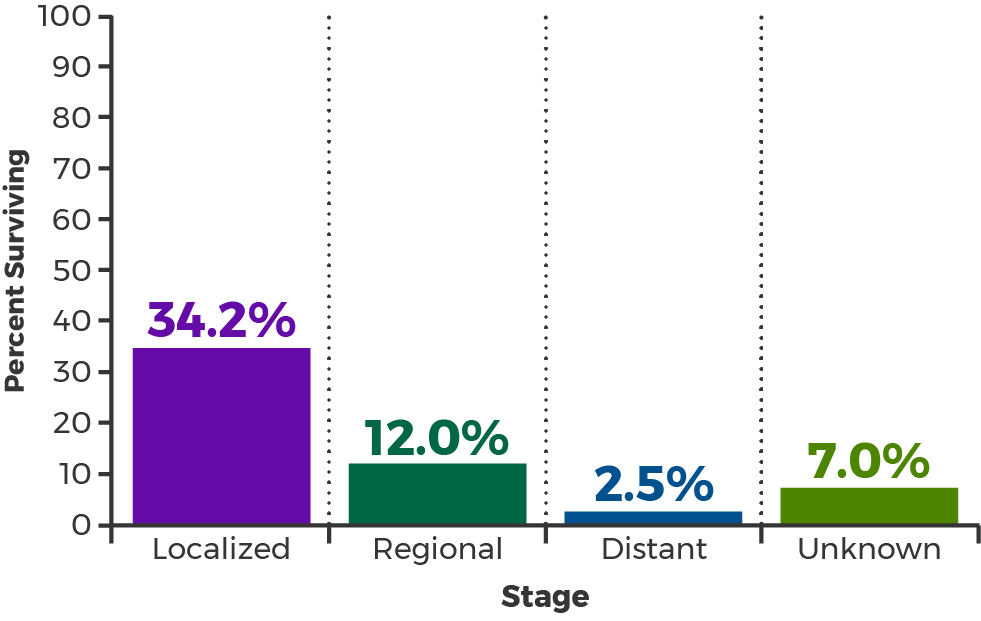 Percent Surviving
100
90
80
70
60
50
40
30
20
10
0
34.2%
12.0%
2.5%
7.0%
Localized
Regional
Distant
Unknown
Stage